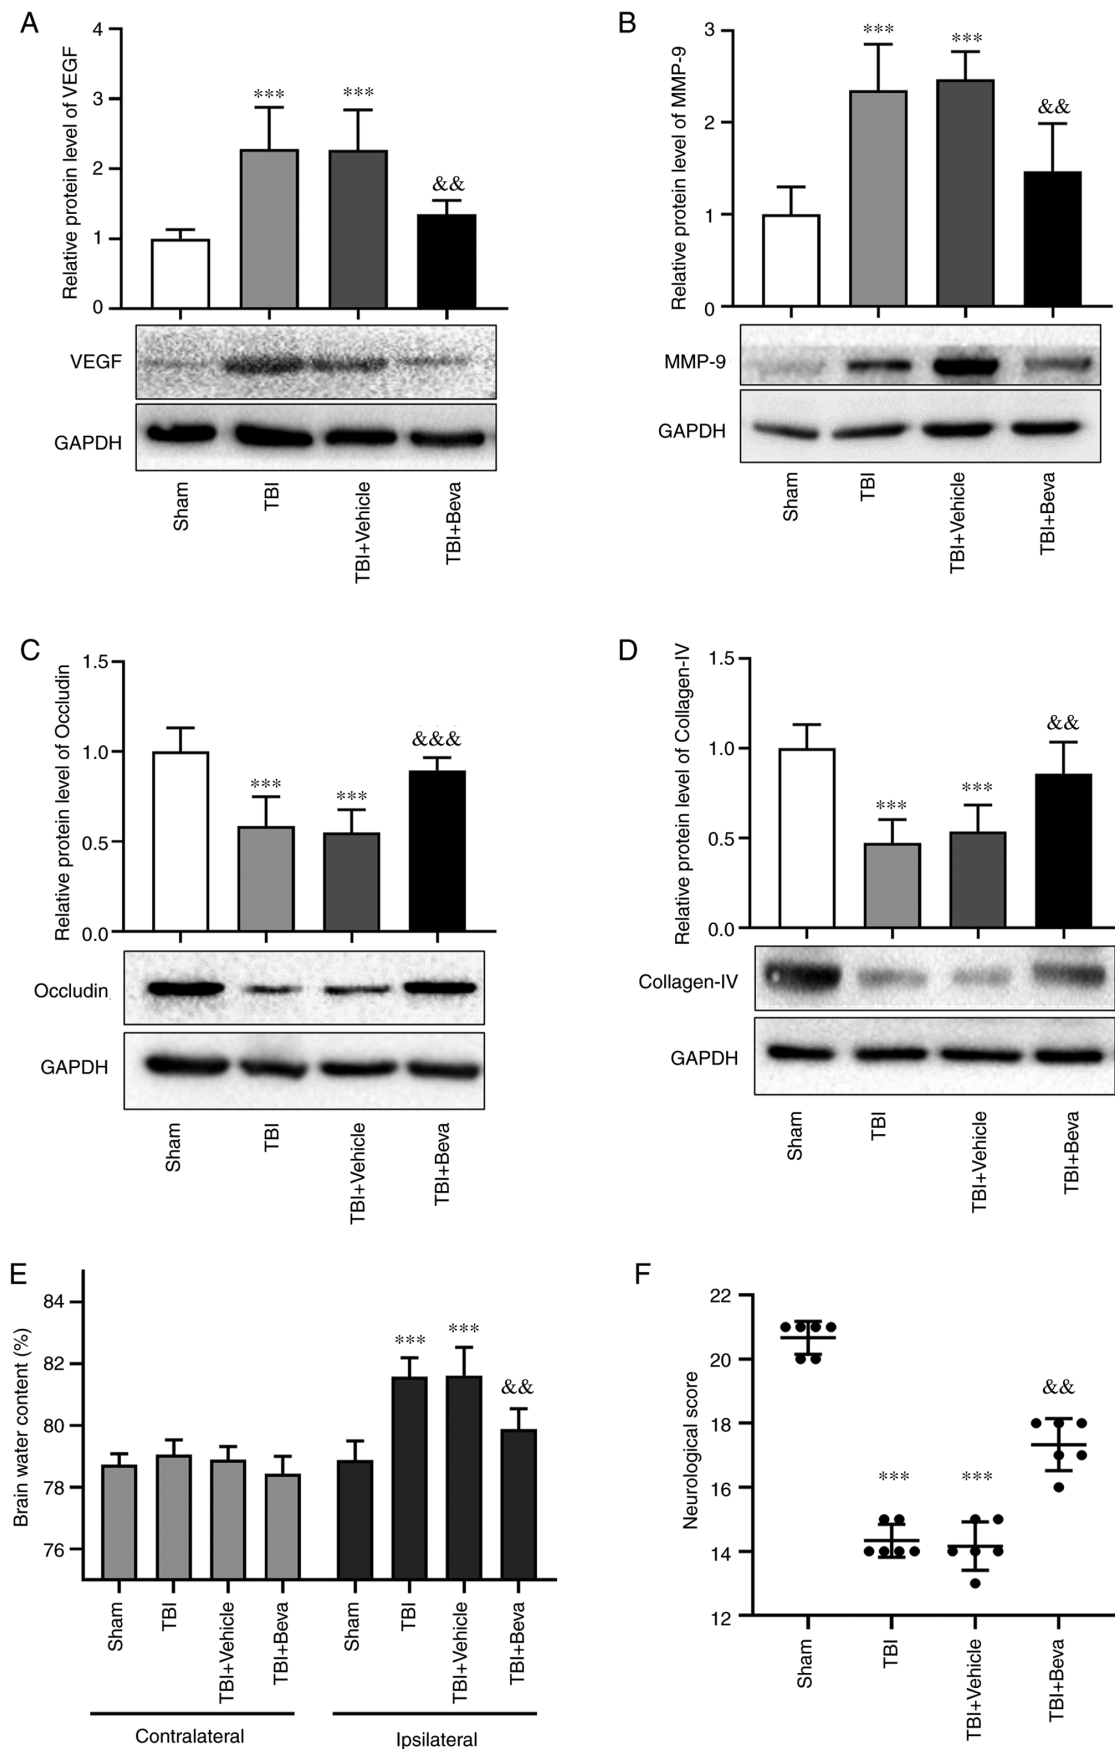 A
Relative protein level of VEGF
4
3
2
1
0
***
***
&&
VEGF
GAPDH
Sham
TBI
TBI+Vehicle
TBI+Beva
B
Relative protein level of MMP-9
3
2
1
0
***
***
&&
MMP-9
GAPDH
Sham
TBI
TBI+Vehicle
TBI+Beva
C
Relative protein level of Occludin
1.5
1.0
0.5
0.0
***
***
&&&
Occludin
GAPDH
Sham
TBI
TBI+Vehicle
TBI+Beva
D
Relative protein level of Collagen-IV
1.5
1.0
0.5
0.0
***
***
&&
Collagen-IV
GAPDH
Sham
TBI
TBI+Vehicle
TBI+Beva
E
Brain water content (%)
84
82
80
78
76
***
***
&&
Sham
TBI
TBI+Vehicle
TBI+Beva
Sham
TBI
TBI+Vehicle
TBI+Beva
Contralateral
Ipsilateral
F
Neurological score
22
20
18
16
14
12
***
***
&&
Sham
TBI
TBI+Vehicle
TBI+Beva